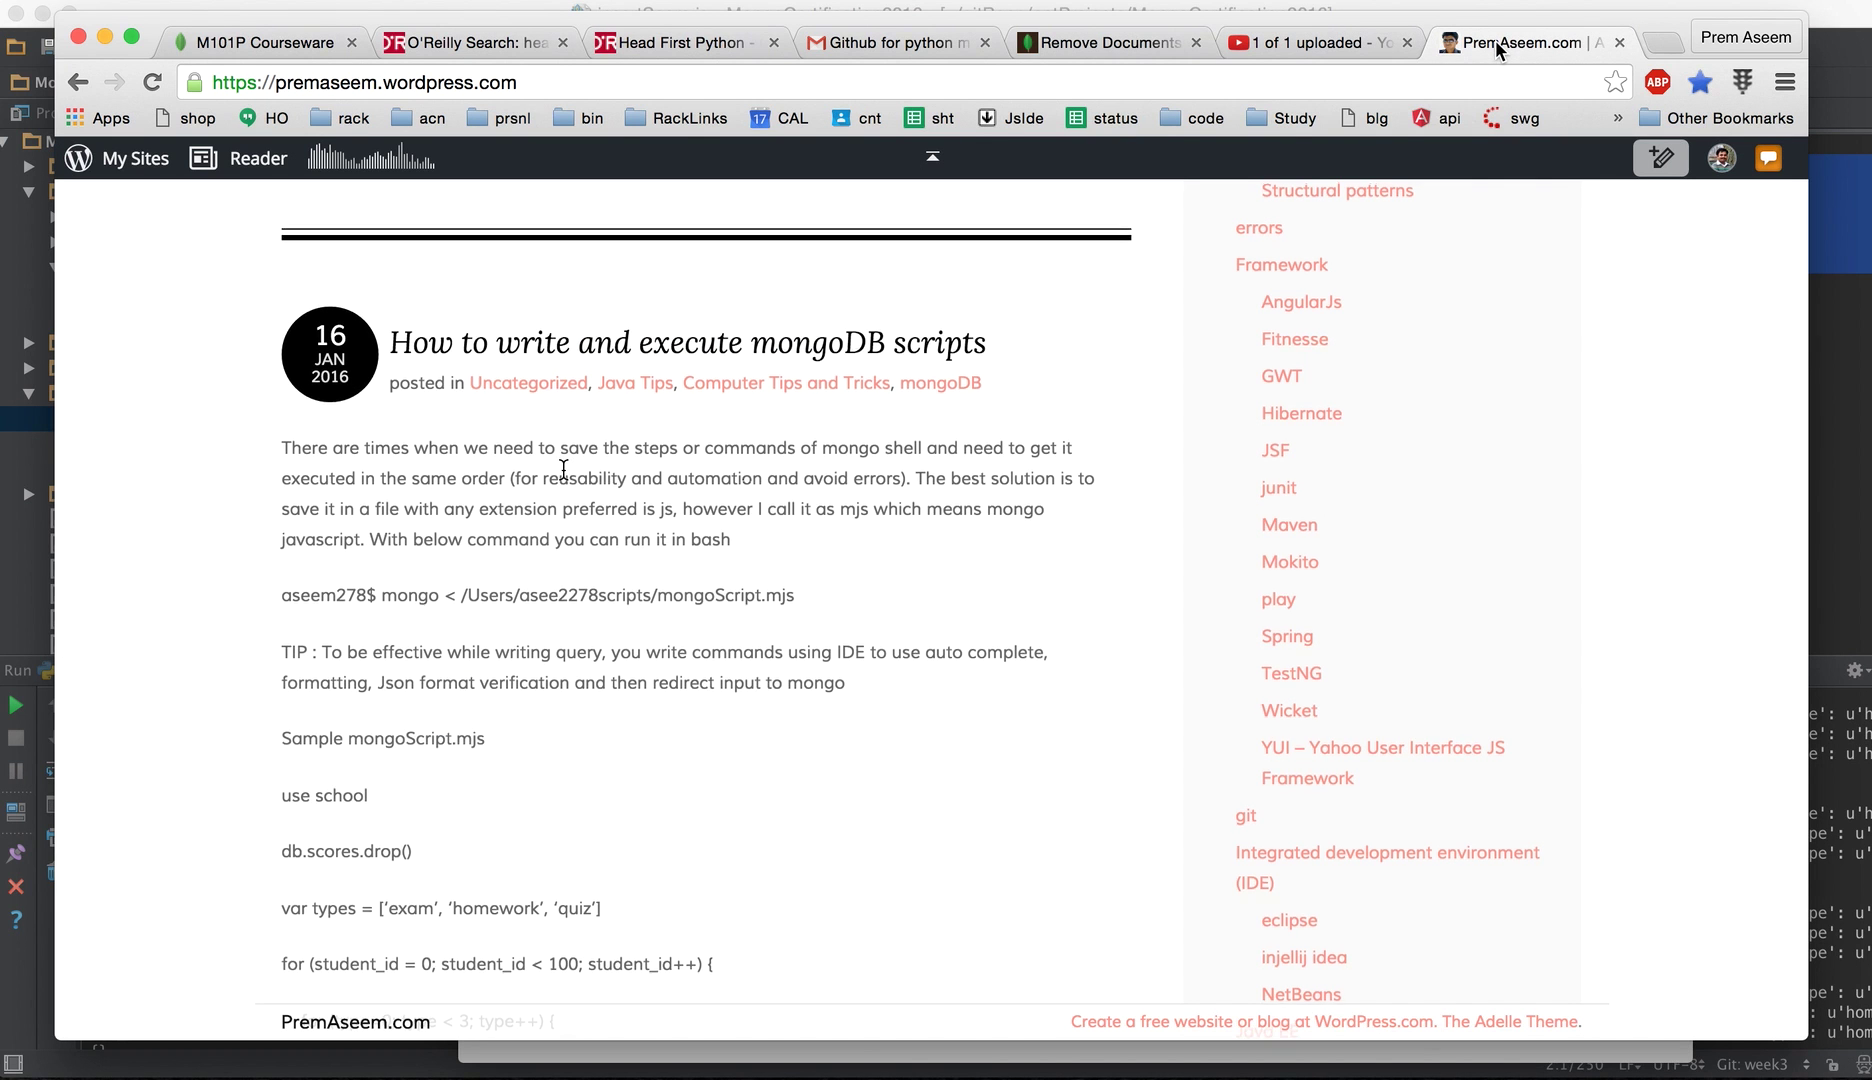 M101P Courseware
O'Reilly Search: hea
Head First Python -
Github for python m
Remove Documents
1 of 1 uploaded - Yo
PremAseem.com | A
Prem Aseem
https://premaseem.wordpress.com
ABP
Apps shop HO rack acn prsnl bin RackLinks 17 CAL cnt sht JsIde status code Study blg api swg » Other Bookmarks
My Sites Reader
16
JAN
2016
How to write and execute mongoDB scripts
posted in Uncategorized, Java Tips, Computer Tips and Tricks, mongoDB
There are times when we need to save the steps or commands of mongo shell and need to get it
executed in the same order (for reusability and automation and avoid errors). The best solution is to
save it in a file with any extension preferred is js, however I call it as mjs which means mongo
javascript. With below command you can run it in bash
aseem278$ mongo < /Users/asee2278scripts/mongoScript.mjs
TIP : To be effective while writing query, you write commands using IDE to use auto complete,
formatting, Json format verification and then redirect input to mongo
Sample mongoScript.mjs
use school
db.scores.drop()
var types = [‘exam’, ‘homework’, ‘quiz’]
for (student_id = 0; student_id < 100; student_id++) {
< 3; type++) {
PremAseem.com
Structural patterns
errors
Framework
AngularJs
Fitnesse
GWT
Hibernate
JSF
junit
Maven
Mokito
play
Spring
TestNG
Wicket
YUI – Yahoo User Interface JS
Framework
git
Integrated development environment
(IDE)
eclipse
injellij idea
NetBeans
Create a free website or blog at WordPress.com. The Adelle Theme.
Run
Git: week3